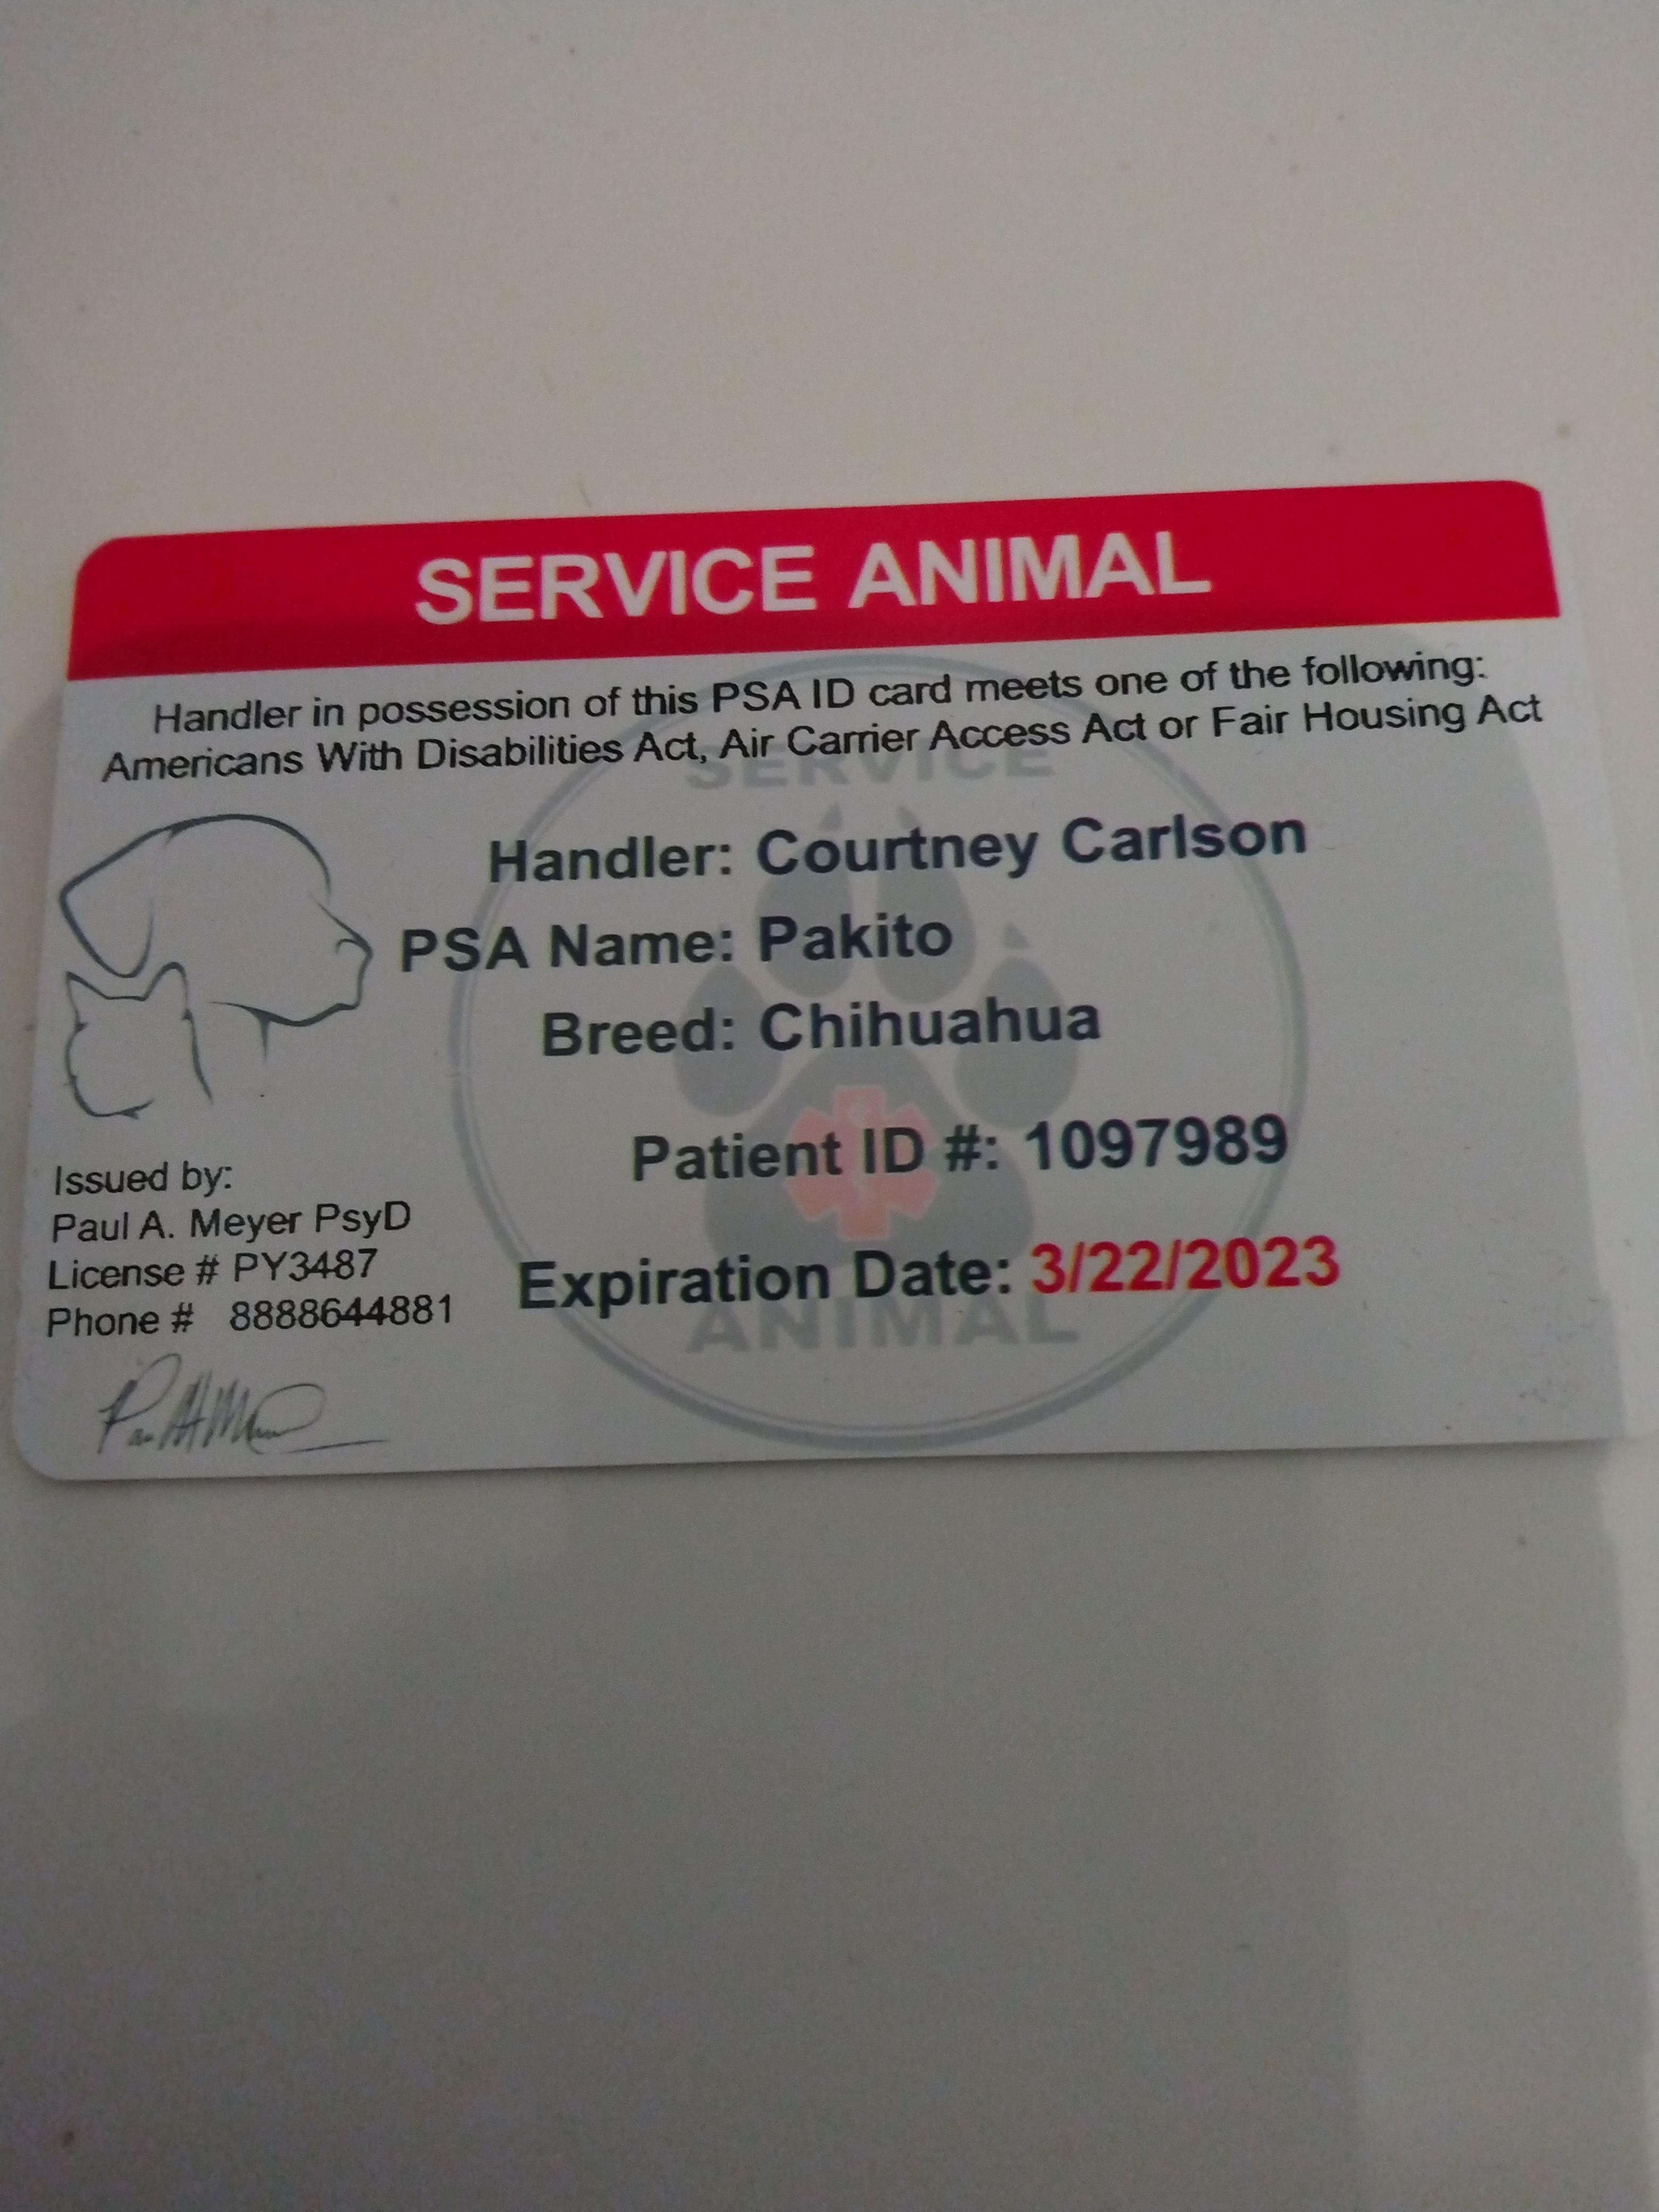 SERVICE ANIMAL
Handler in possession of this PSA ID card meets one of the following:
Americans With Disabilities Act, Air Carrier Access Act or Fair Housing Act
SERVICE
Handler: Courtney Carlson
PSA Name: Pakito
Breed: Chihuahua
Patient ID #: 1097989
Expiration Date: 3/22/2023
ANIMAL
Issued by:
Paul A. Meyer PsyD
License # PY3487
Phone # 8888644881